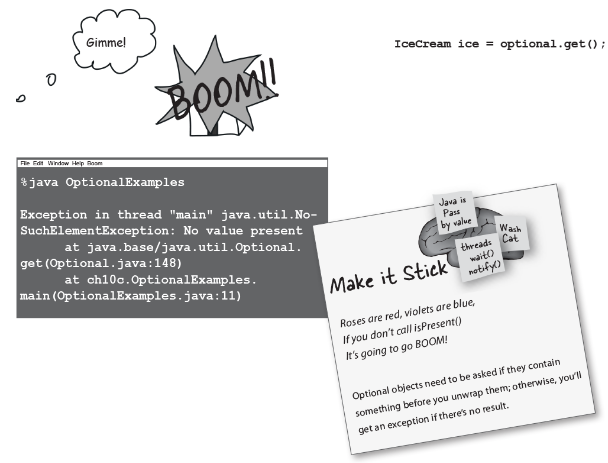 Gimme!
IceCream ice = optional.get();
BOOM!!
File Edit Window Help Boom
%java OptionalExamples
Exception in thread "main" java.util.No-
SuchElementException: No value present
at java.base/java.util.Optional.
get(Optional.java:148)
at ch10c.OptionalExamples.
main(OptionalExamples.java:11)
Java is
Pass
by value
Wash
Cat
threads
wait()
notify()
Make it Stick
Roses are red, violets are blue,
If you don't call isPresent()
It's going to go BOOM!
Optional objects need to be asked if they contain
something before you unwrap them; otherwise, you'll
get an exception if there's no result.